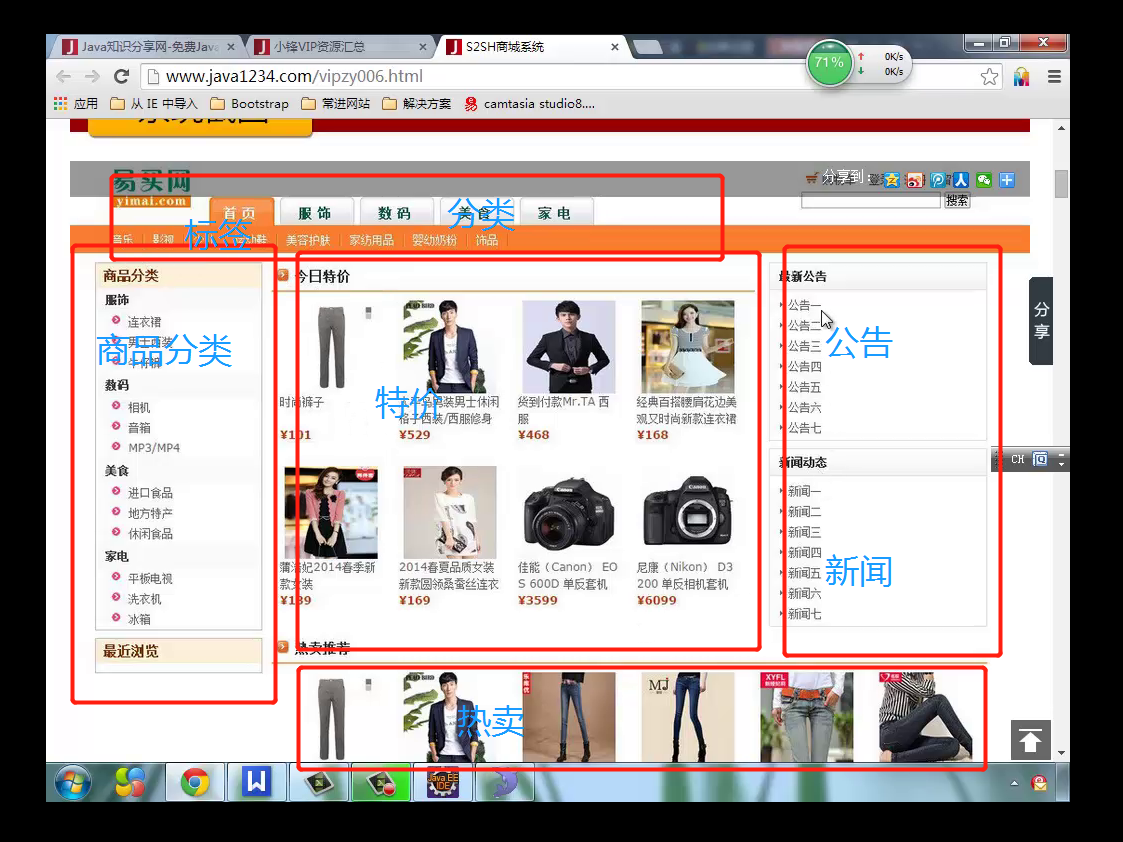 Java知识分享网-免费Java
小锋VIP资源汇总
S2SH商城系统
www.java1234.com/vipzy006.html
71%
0K/s
0K/s
应用
从 IE 中导入
Bootstrap
常进网站
解决方案
camtasia studio8....
易买网
yimai.com
分享到
搜索
首页
服饰
数码
美食
家电
分类
音乐
影视
标签
美容护肤
家纺用品
婴幼奶粉
饰品
商品分类
服饰
连衣裙
男士西装
牛仔裤
商品分类
数码
相机
音箱
MP3/MP4
美食
进口食品
地方特产
休闲食品
家电
平板电视
洗衣机
冰箱
最近浏览
今日特价
时尚裤子
¥101
男装男士休闲
格子西装/西服修身
¥529
货到付款Mr.TA 西
服
¥468
经典百搭腰肩花边美
观又时尚新款连衣裙
¥168
特价
2014春季新
款女装
¥189
2014春夏品质女装
新款圆领桑蚕丝连衣
¥169
佳能（Canon） EO
S 600D 单反套机
¥3599
尼康（Nikon） D3
200 单反相机套机
¥6099
热卖推荐
MJ
XYFL
热卖
最新公告
公告一
公告二
公告三
公告四
公告五
公告六
公告七
公告
新闻动态
新闻一
新闻二
新闻三
新闻四
新闻五
新闻六
新闻七
新闻
分享
CH
Java EE
IDE